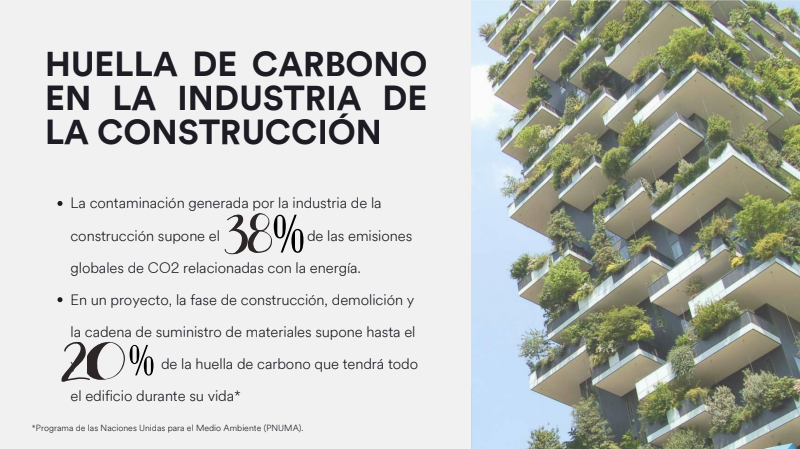 HUELLA DE CARBONO
EN LA INDUSTRIA DE
LA CONSTRUCCIÓN
• La contaminación generada por la industria de la
construcción supone el 38% de las emisiones
globales de CO2 relacionadas con la energía.
• En un proyecto, la fase de construcción, demolición y
la cadena de suministro de materiales supone hasta el
20% de la huella de carbono que tendrá todo
el edificio durante su vida*
*Programa de las Naciones Unidas para el Medio Ambiente (PNUMA).